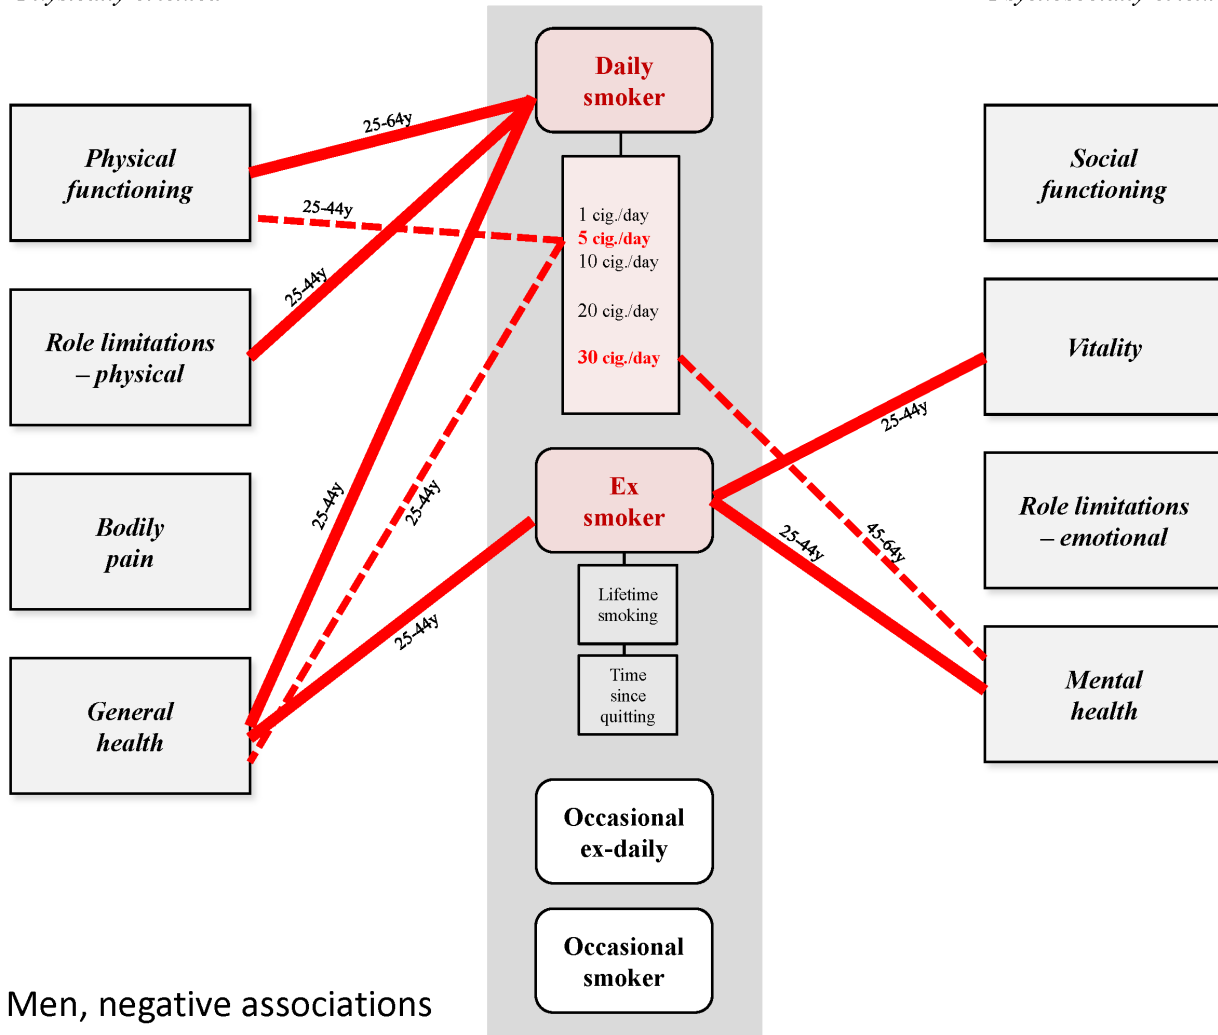 Daily
smoker
25-64y
Physical
functioning
Social
functioning
25-44y
1 cig./day
5 cig./day
10 cig./day
20 cig./day
30 cig./day
25-44y
Role limitations
– physical
Vitality
25-44y
25-44y
25-44y
Ex
smoker
Bodily
pain
Role limitations
– emotional
45-64y
25-44y
Lifetime
smoking
25-44y
Time
since
quitting
General
health
Mental
health
Occasional
ex-daily
Occasional
smoker
Men, negative associations